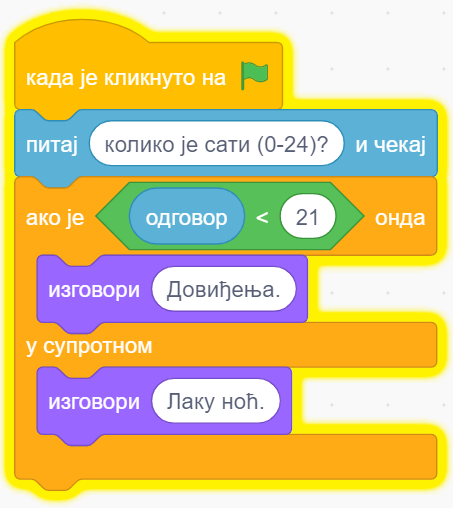 када је кликнуто на
питај колико је сати (0-24)? и чекај
ако је одговор < 21 онда
изговори Довиђења.
у супротном
изговори Лаку ноћ.